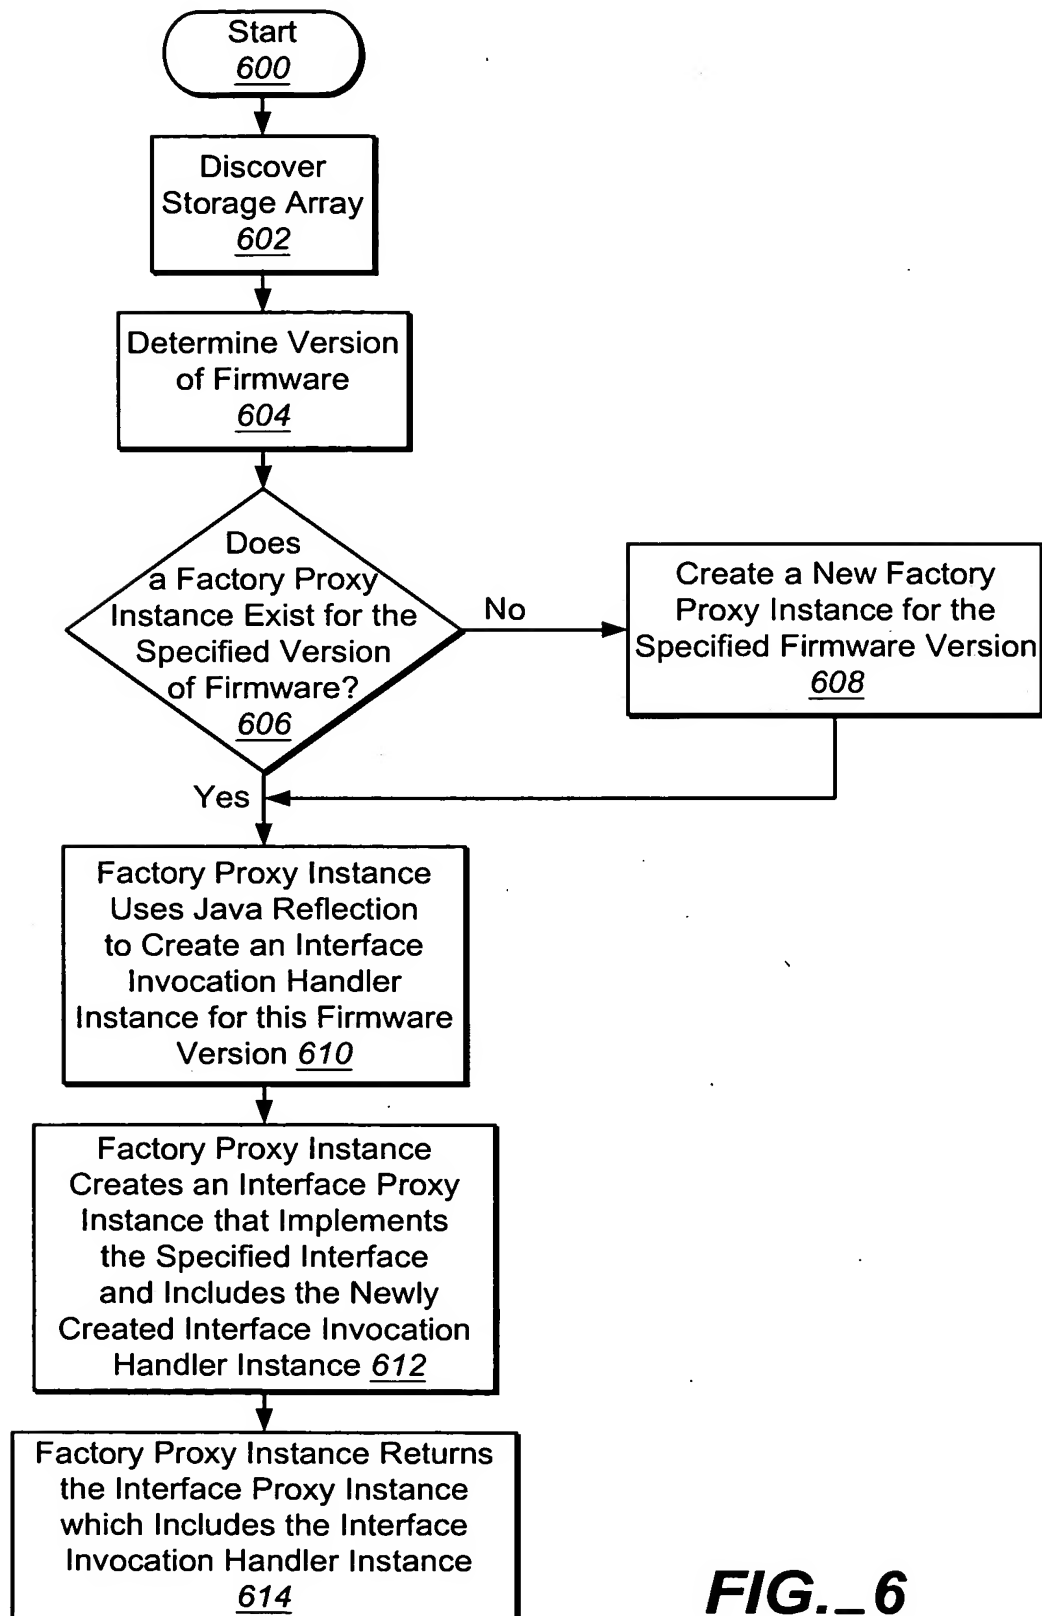 Start
600
Discover
Storage Array
602
Determine Version
of Firmware
604
Does
a Factory Proxy
Instance Exist for the
Specified Version
of Firmware?
606
No
Create a New Factory
Proxy Instance for the
Specified Firmware Version
608
Yes
Factory Proxy Instance
Uses Java Reflection
to Create an Interface
Invocation Handler
Instance for this Firmware
Version 610
Factory Proxy Instance
Creates an Interface Proxy
Instance that Implements
the Specified Interface
and Includes the Newly
Created Interface Invocation
Handler Instance 612
Factory Proxy Instance Returns
the Interface Proxy Instance
which Includes the Interface
Invocation Handler Instance
614
FIG._6